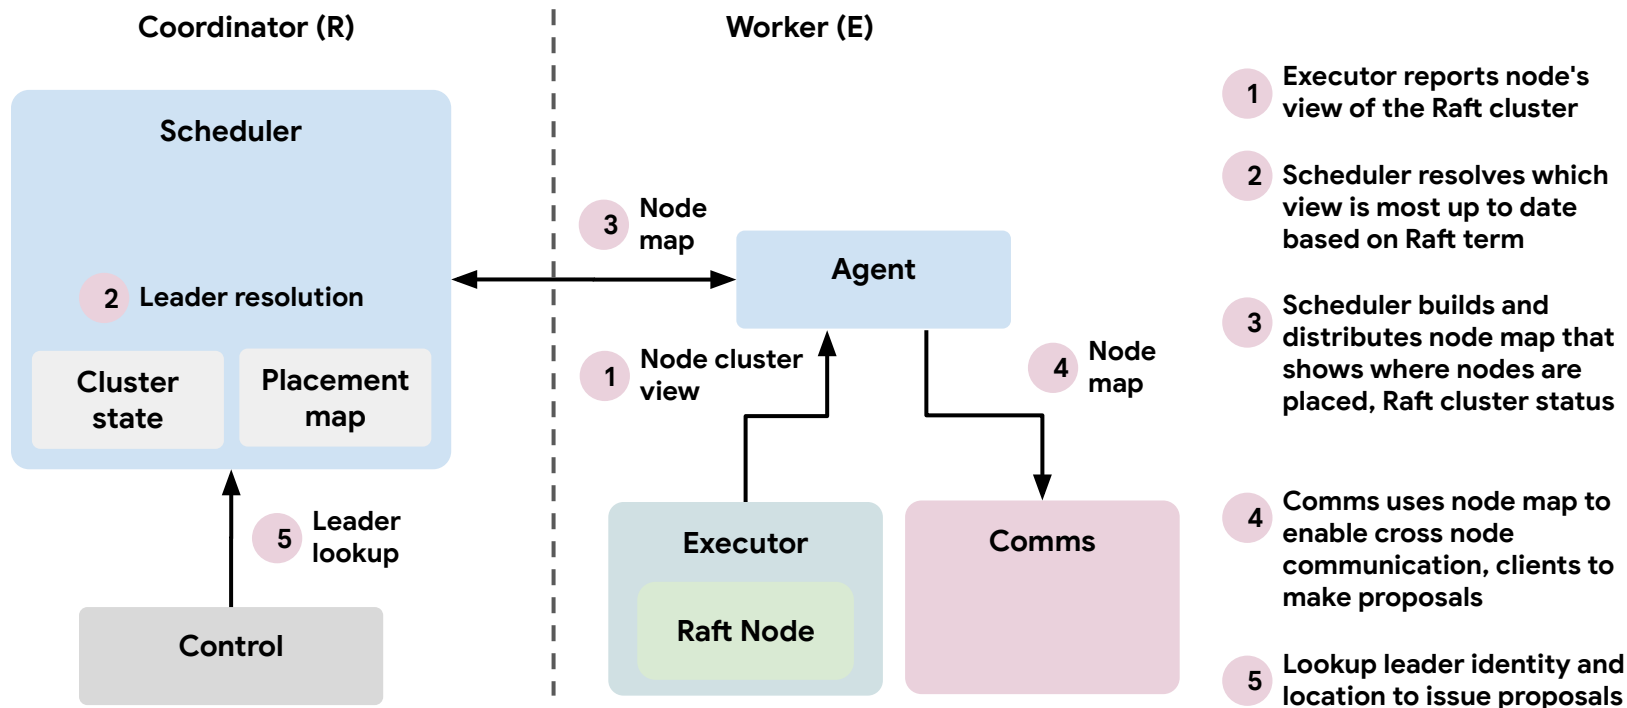 Coordinator (R)
Worker (E)
Scheduler
2 Leader resolution
Cluster
state
Placement
map
5 Leader
lookup
Control
3 Node
map
Agent
1 Node cluster
view
4 Node
map
Executor
Raft Node
Comms
1 Executor reports node's
view of the Raft cluster
2 Scheduler resolves which
view is most up to date
based on Raft term
3 Scheduler builds and
distributes node map that
shows where nodes are
placed, Raft cluster status
4 Comms uses node map to
enable cross node
communication, clients to
make proposals
5 Lookup leader identity and
location to issue proposals